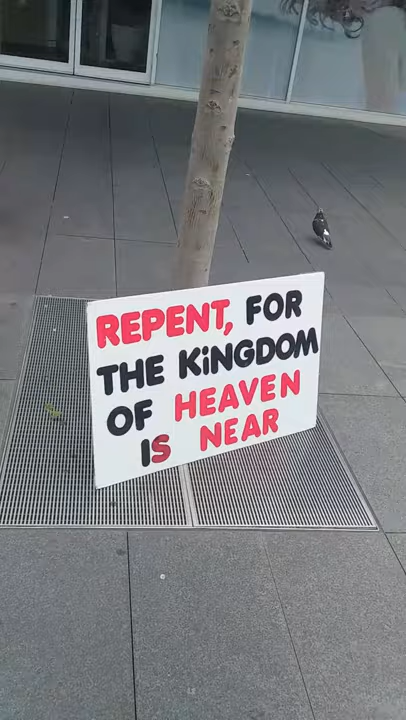 REPENT, FOR
THE KiNGDOM
OF HEAVEN
IS NEAR